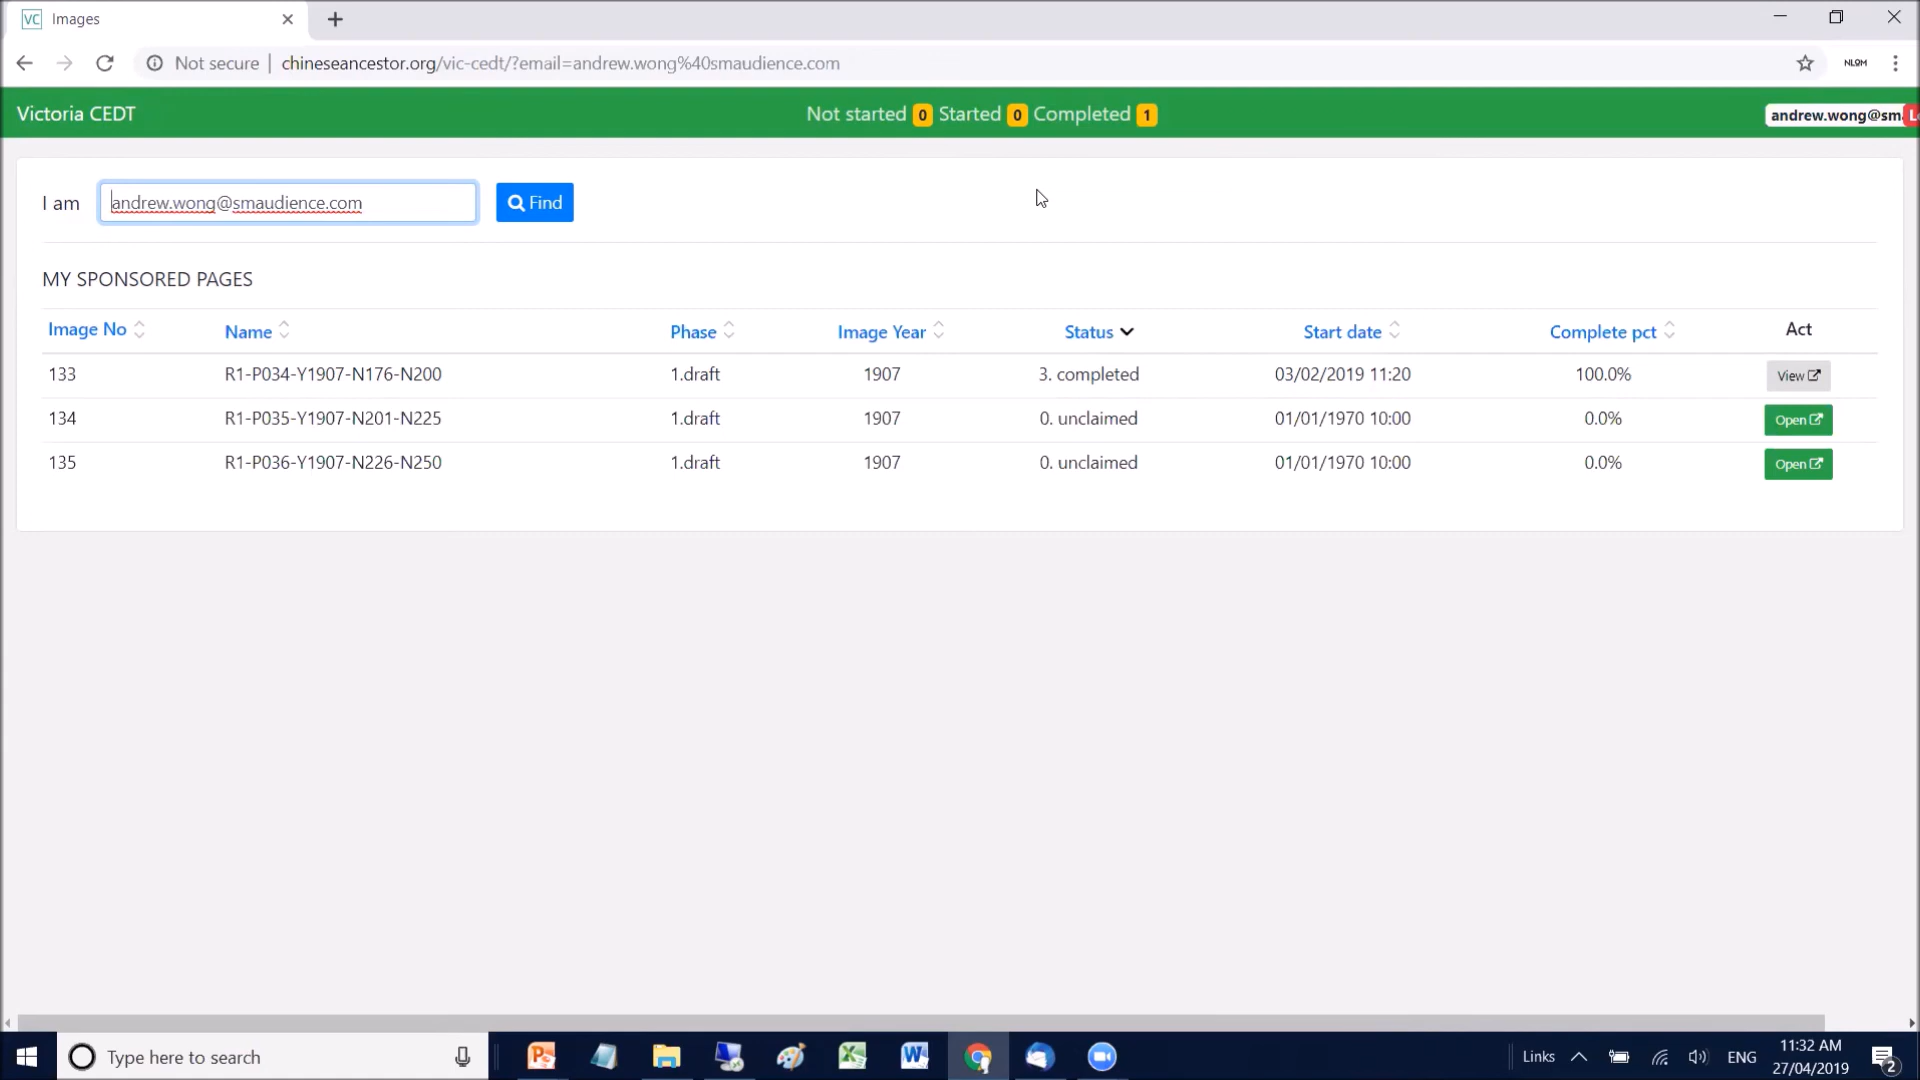 VC Images
Not secure | chineseancestor.org/vic-cedt/?email=andrew.wong%40smaudience.com
NLQM
Victoria CEDT Not started 0 Started 0 Completed 1 andrew.wong@sm
I am andrew.wong@smaudience.com Find
MY SPONSORED PAGES
Image No Name Phase Image Year Status Start date Complete pct Act
133 R1-P034-Y1907-N176-N200 1.draft 1907 3. completed 03/02/2019 11:20 100.0% View
134 R1-P035-Y1907-N201-N225 1.draft 1907 0. unclaimed 01/01/1970 10:00 0.0% Open
135 R1-P036-Y1907-N226-N250 1.draft 1907 0. unclaimed 01/01/1970 10:00 0.0% Open
Type here to search Links ENG 11:32 AM
27/04/2019 2